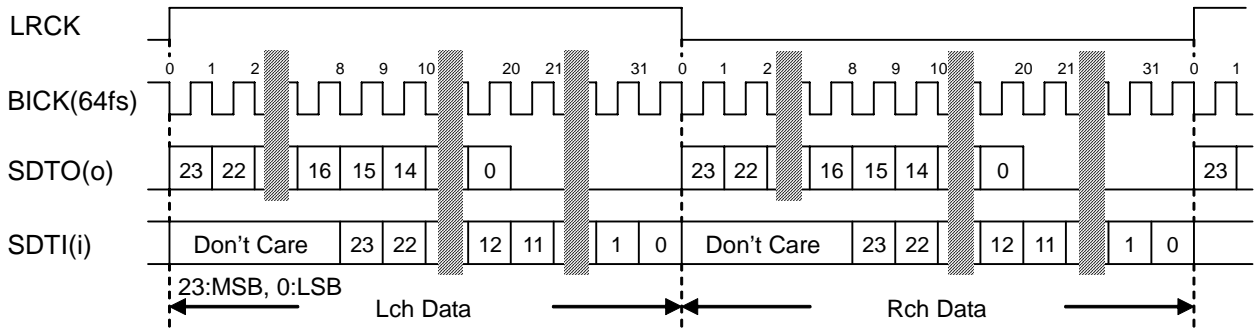 LRCK
0 1 2 8 9 10 20 21 31 0 1 2 8 9 10 20 21 31 0 1
BICK(64fs)
SDTO(o) 23 22 16 15 14 0 23 22 16 15 14 0 23
SDTI(i) Don't Care 23 22 12 11 1 0 Don't Care 23 22 12 11 1 0
23:MSB, 0:LSB
Lch Data Rch Data